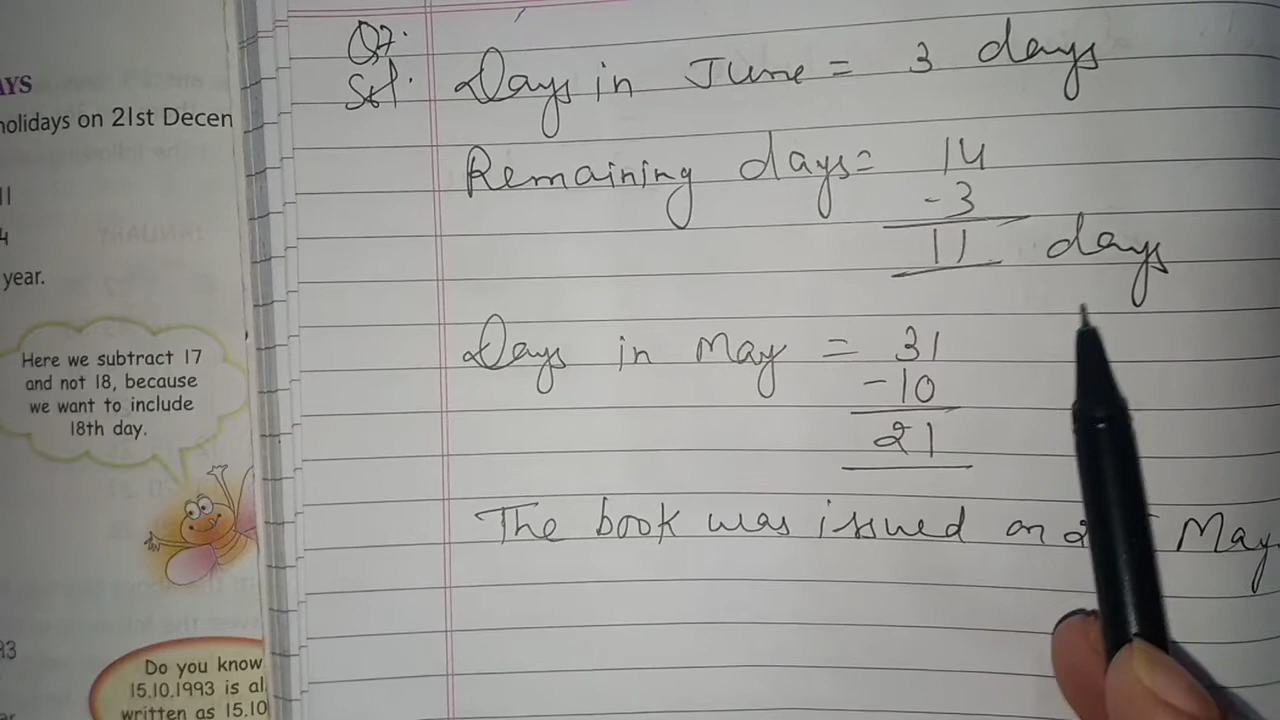 AYS
holidays on 21st Decen
11
4
year.
Here we subtract 17
and not 18, because
we want to include
18th day.
93
Do you know
15.10.1993 is al
written as 15.10
Q7.
Sol. Days in June = 3 days
Remaining days = 14
-3
11 days
Days in May = 31
-10
21
The book was issued on May